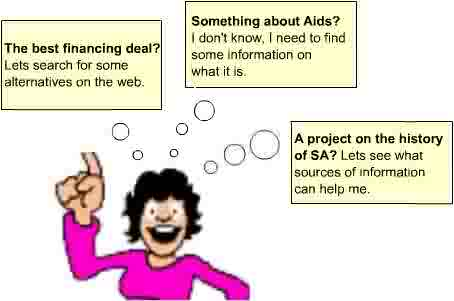 The best financing deal?
Lets search for some
alternatives on the web.
Something about Aids?
I don't know, I need to find
some information on
what it is.
A project on the history
of SA? Lets see what
sources of information
can help me.